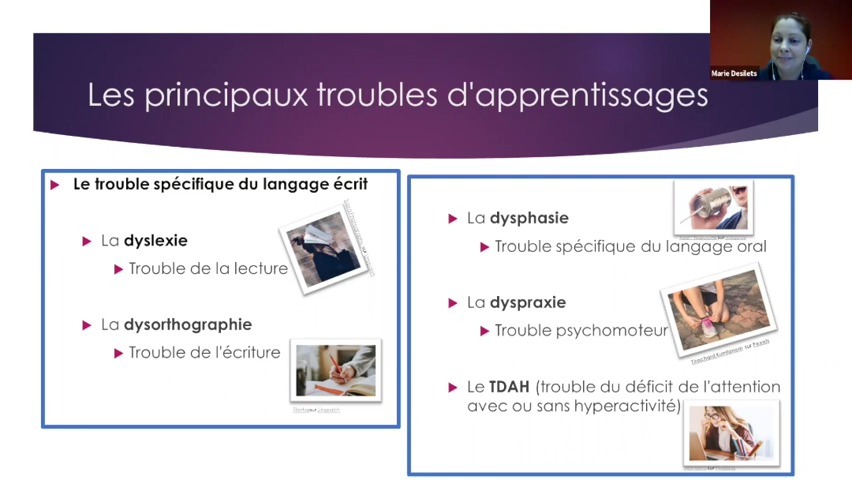 Marie Desilets
Les principaux troubles d'apprentissages
Le trouble spécifique du langage écrit
La dyslexie
Trouble de la lecture
La dysorthographie
Trouble de l'écriture
La dysphasie
Trouble spécifique du langage oral
La dyspraxie
Trouble psychomoteur
Le TDAH (trouble du déficit de l'attention
avec ou sans hyperactivité)